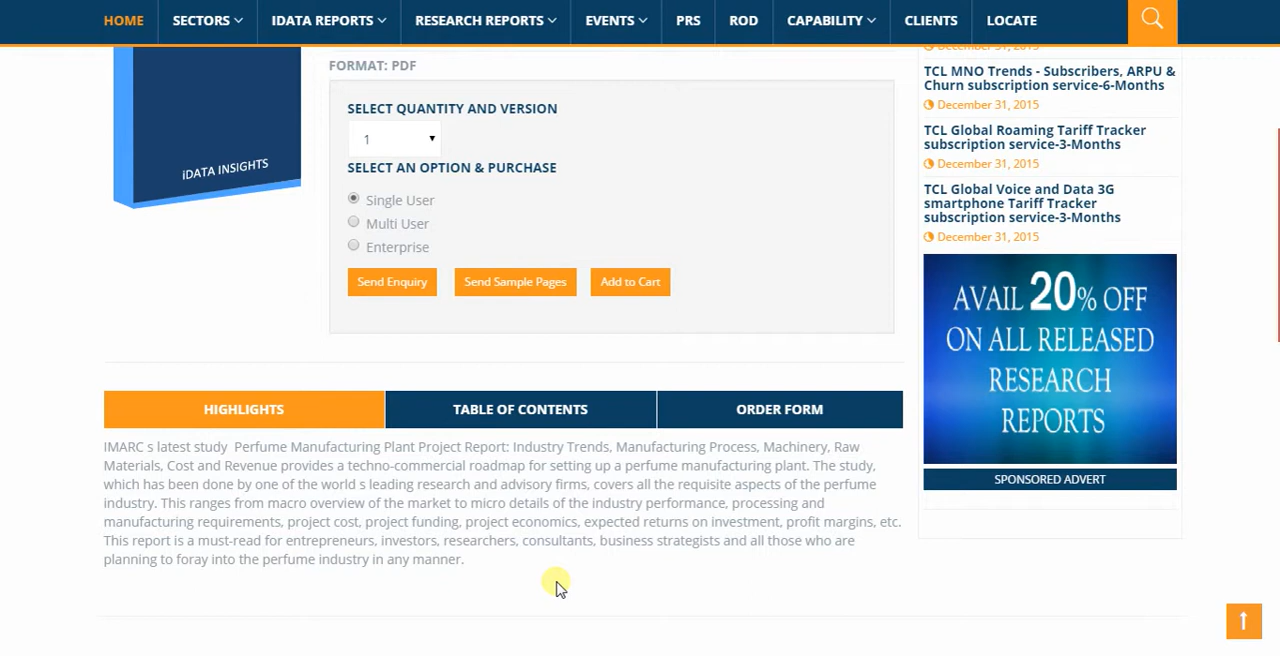 HOME SECTORS IDATA REPORTS RESEARCH REPORTS EVENTS PRS ROD CAPABILITY CLIENTS LOCATE
iDATA INSIGHTS
FORMAT: PDF
SELECT QUANTITY AND VERSION
1
SELECT AN OPTION & PURCHASE
Single User
Multi User
Enterprise
Send Enquiry Send Sample Pages Add to Cart
December 31, 2015
TCL MNO Trends - Subscribers, ARPU &
Churn subscription service-6-Months
December 31, 2015
TCL Global Roaming Tariff Tracker
subscription service-3-Months
December 31, 2015
TCL Global Voice and Data 3G
smartphone Tariff Tracker
subscription service-3-Months
December 31, 2015
AVAIL 20% OFF
ON ALL RELEASED
RESEARCH
REPORTS
SPONSORED ADVERT
HIGHLIGHTS TABLE OF CONTENTS ORDER FORM
IMARC s latest study Perfume Manufacturing Plant Project Report: Industry Trends, Manufacturing Process, Machinery, Raw
Materials, Cost and Revenue provides a techno-commercial roadmap for setting up a perfume manufacturing plant. The study,
which has been done by one of the world s leading research and advisory firms, covers all the requisite aspects of the perfume
industry. This ranges from macro overview of the market to micro details of the industry performance, processing and
manufacturing requirements, project cost, project funding, project economics, expected returns on investment, profit margins, etc.
This report is a must-read for entrepreneurs, investors, researchers, consultants, business strategists and all those who are
planning to foray into the perfume industry in any manner.